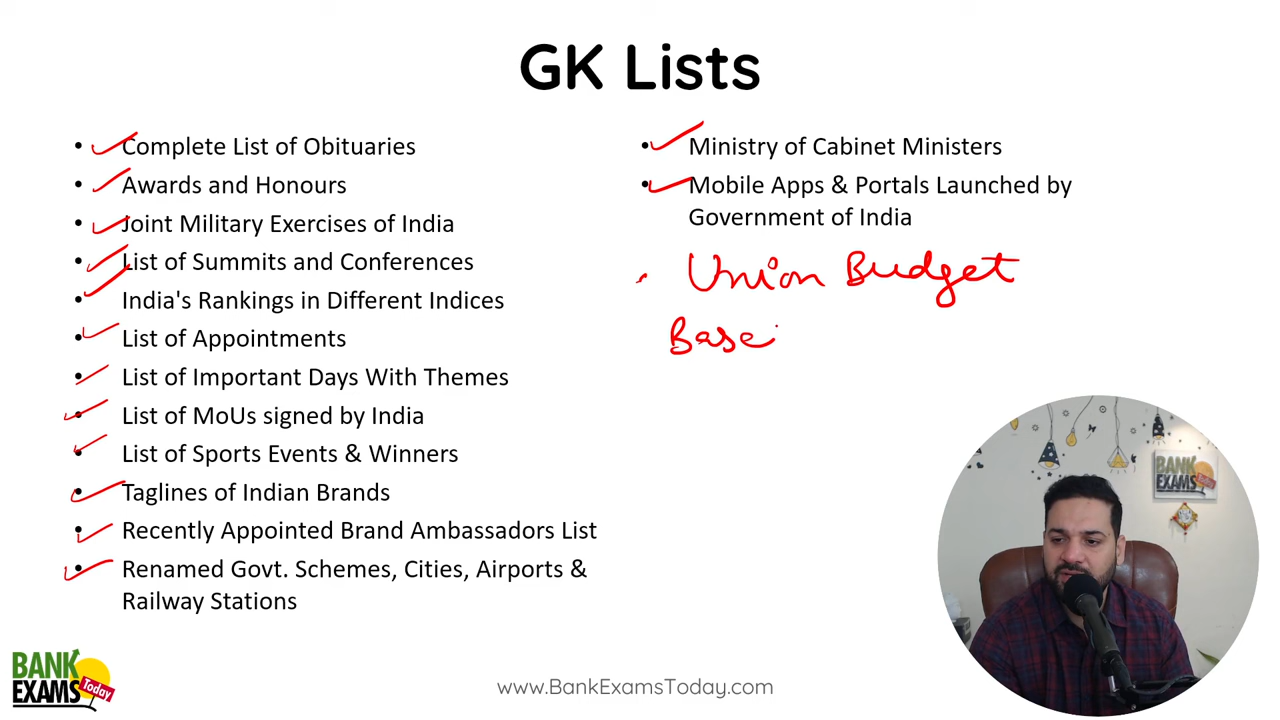 GK Lists
• Complete List of Obituaries
• Awards and Honours
• Joint Military Exercises of India
• List of Summits and Conferences
• India's Rankings in Different Indices
• List of Appointments
• List of Important Days With Themes
• List of MoUs signed by India
• List of Sports Events & Winners
• Taglines of Indian Brands
• Recently Appointed Brand Ambassadors List
• Renamed Govt. Schemes, Cities, Airports &
Railway Stations
• Ministry of Cabinet Ministers
• Mobile Apps & Portals Launched by
Government of India
• Union Budget
Base
BANK
EXAMS
Today
BANK
EXAMS
Today
www.BankExamsToday.com